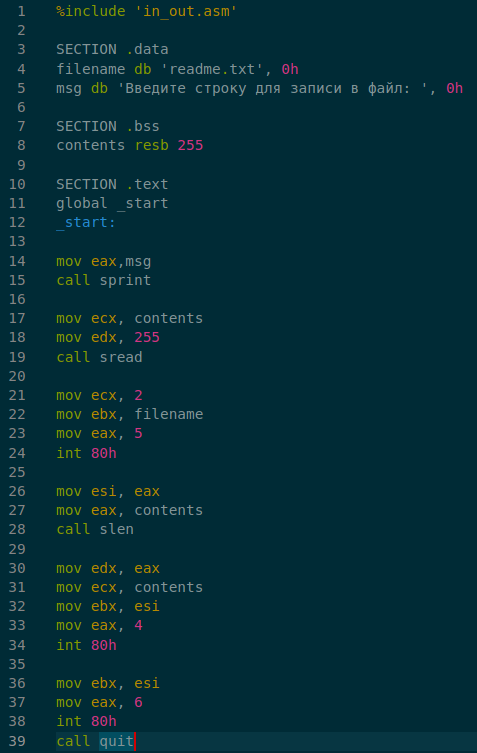 1 %include 'in_out.asm'
2
3 SECTION .data
4 filename db 'readme.txt', 0h
5 msg db 'Введите строку для записи в файл: ', 0h
6
7 SECTION .bss
8 contents resb 255
9
10 SECTION .text
11 global _start
12 _start:
13
14 mov eax,msg
15 call sprint
16
17 mov ecx, contents
18 mov edx, 255
19 call sread
20
21 mov ecx, 2
22 mov ebx, filename
23 mov eax, 5
24 int 80h
25
26 mov esi, eax
27 mov eax, contents
28 call slen
29
30 mov edx, eax
31 mov ecx, contents
32 mov ebx, esi
33 mov eax, 4
34 int 80h
35
36 mov ebx, esi
37 mov eax, 6
38 int 80h
39 call quit